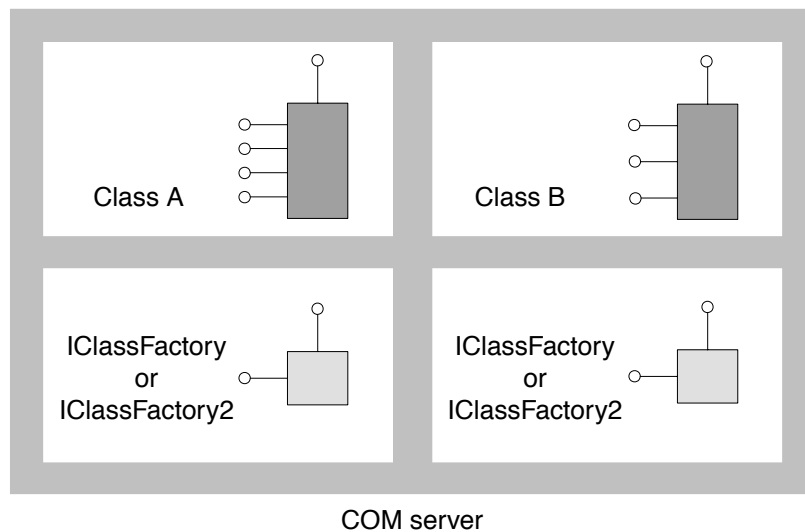 Class A
Class B
IClassFactory
or
IClassFactory2
IClassFactory
or
IClassFactory2
COM server